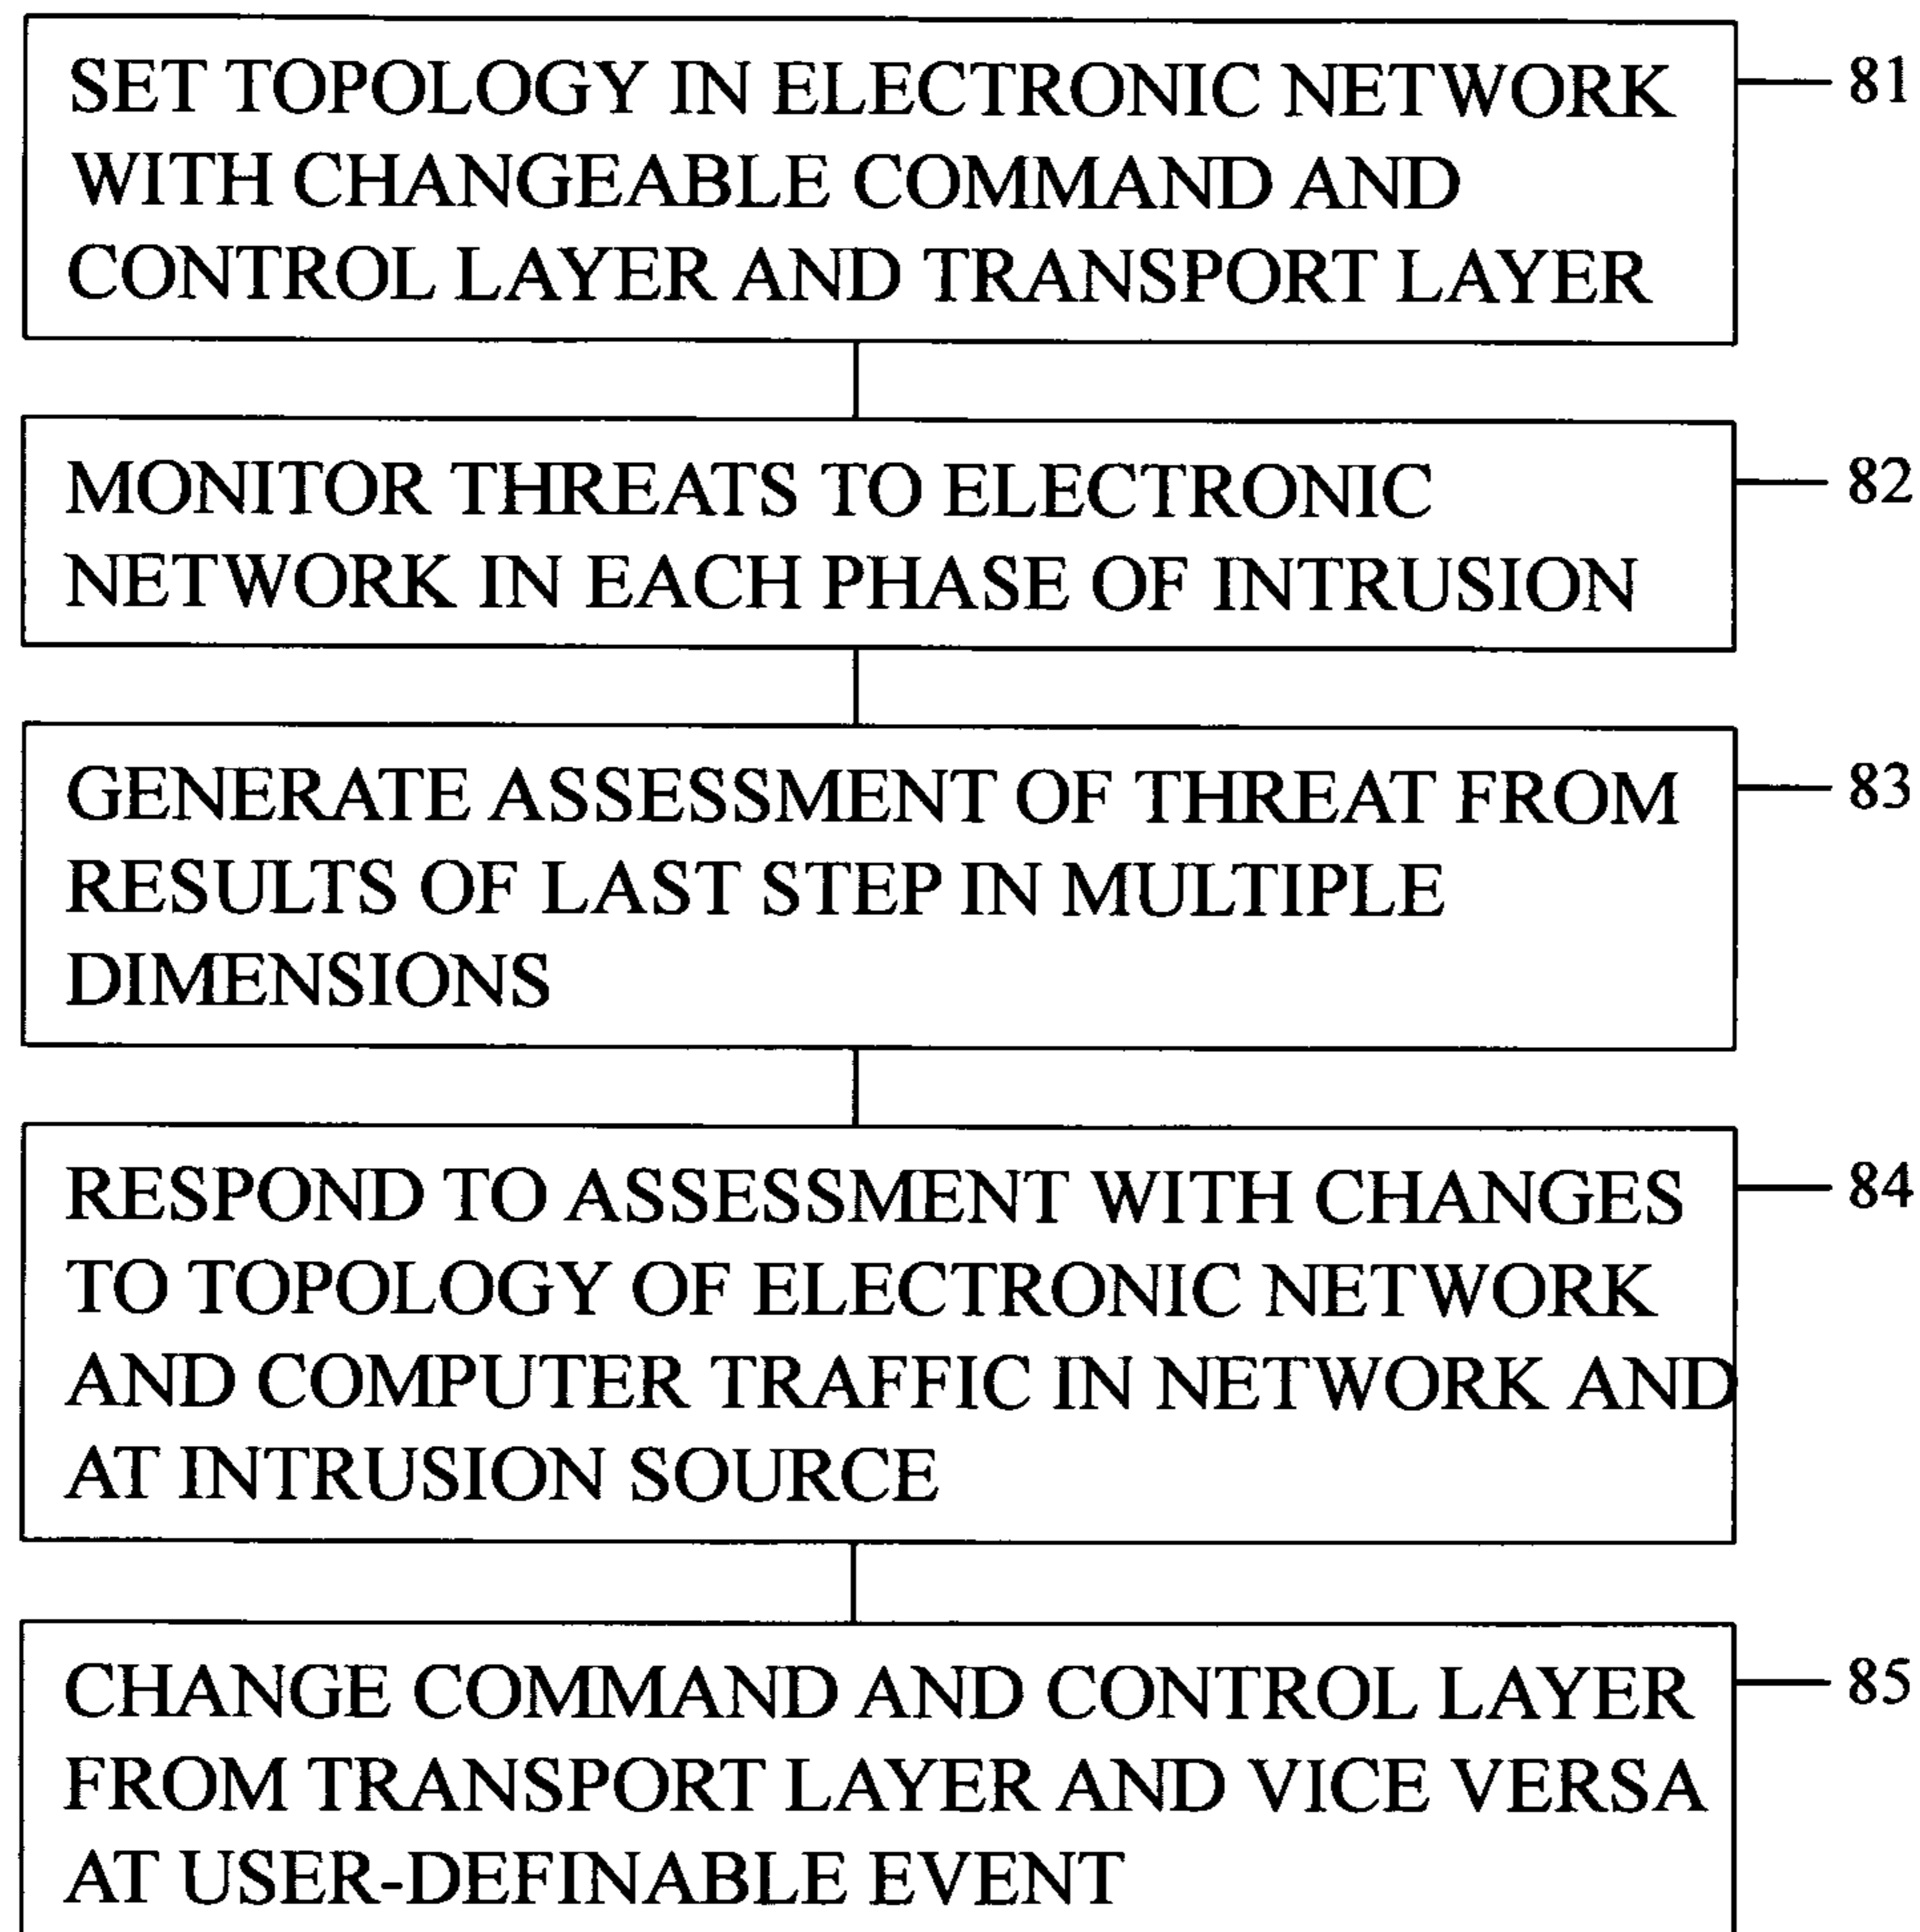 SET TOPOLOGY IN ELECTRONIC NETWORK
81
WITH CHANGEABLE COMMAND AND
CONTROL LAYER AND TRANSPORT LAYER
MONITOR THREATS TO ELECTRONIC
82
NETWORK IN EACH PHASE OF INTRUSION
GENERATE ASSESSMENT OF THREAT FROM
83
RESULTS OF LAST STEP IN MULTIPLE
DIMENSIONS
RESPOND TO ASSESSMENT WITH CHANGES
84
TO TOPOLOGY OF ELECTRONIC NETWORK
AND COMPUTER TRAFFIC IN NETWORK AND
AT INTRUSION SOURCE
CHANGE COMMAND AND CONTROL LAYER
85
FROM TRANSPORT LAYER AND VICE VERSA
AT USER-DEFINABLE EVENT